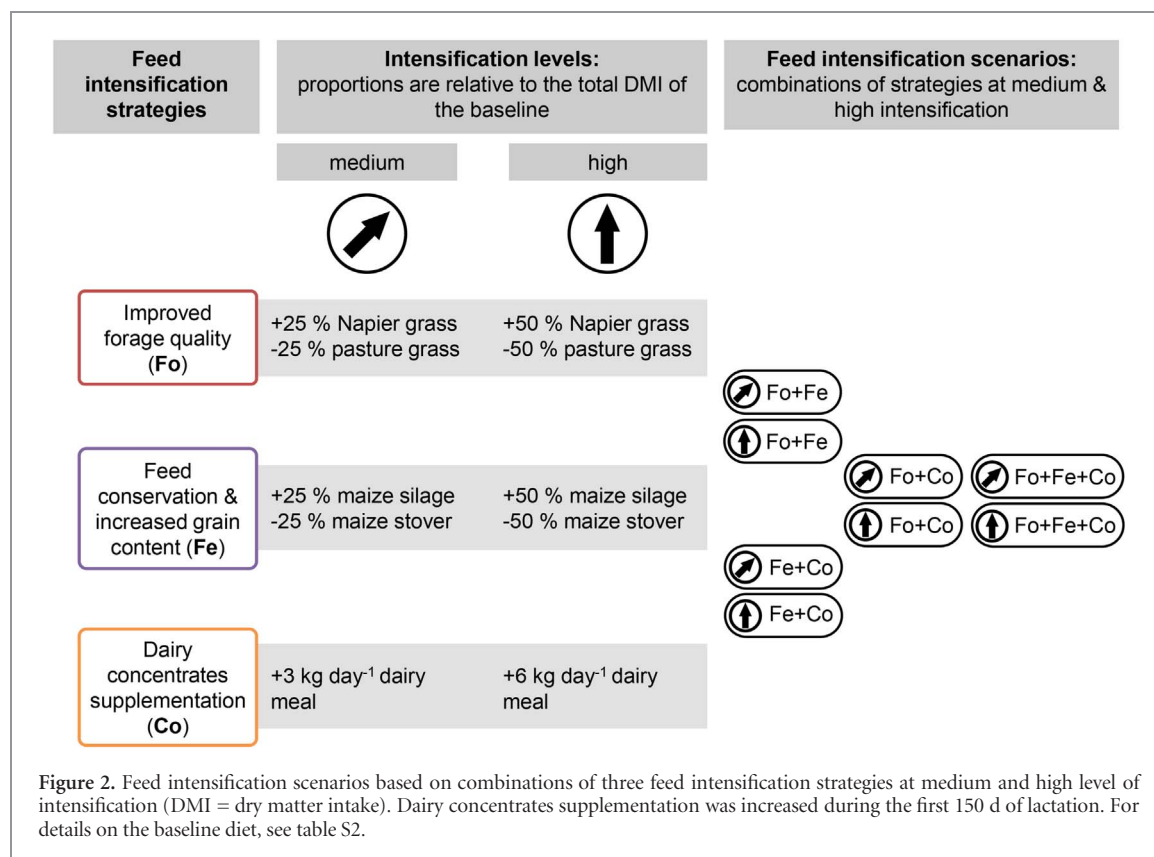 Feed
intensification
strategies
Intensification levels:
proportions are relative to the total DMI of
the baseline
Feed intensification scenarios:
combinations of strategies at medium &
high intensification
medium
high
Improved
forage quality
(Fo)
+25 % Napier grass
-25 % pasture grass
+50 % Napier grass
-50 % pasture grass
Fo+Fe
Fo+Fe
Feed
conservation &
increased grain
content (Fe)
+25 % maize silage
-25 % maize stover
+50 % maize silage
-50 % maize stover
Fo+Co
Fo+Fe+Co
Fo+Co
Fo+Fe+Co
Fe+Co
Fe+Co
Dairy
concentrates
supplementation
(Co)
+3 kg day-1 dairy
meal
+6 kg day-1 dairy
meal
Figure 2. Feed intensification scenarios based on combinations of three feed intensification strategies at medium and high level of
intensification (DMI = dry matter intake). Dairy concentrates supplementation was increased during the first 150 d of lactation. For
details on the baseline diet, see table S2.